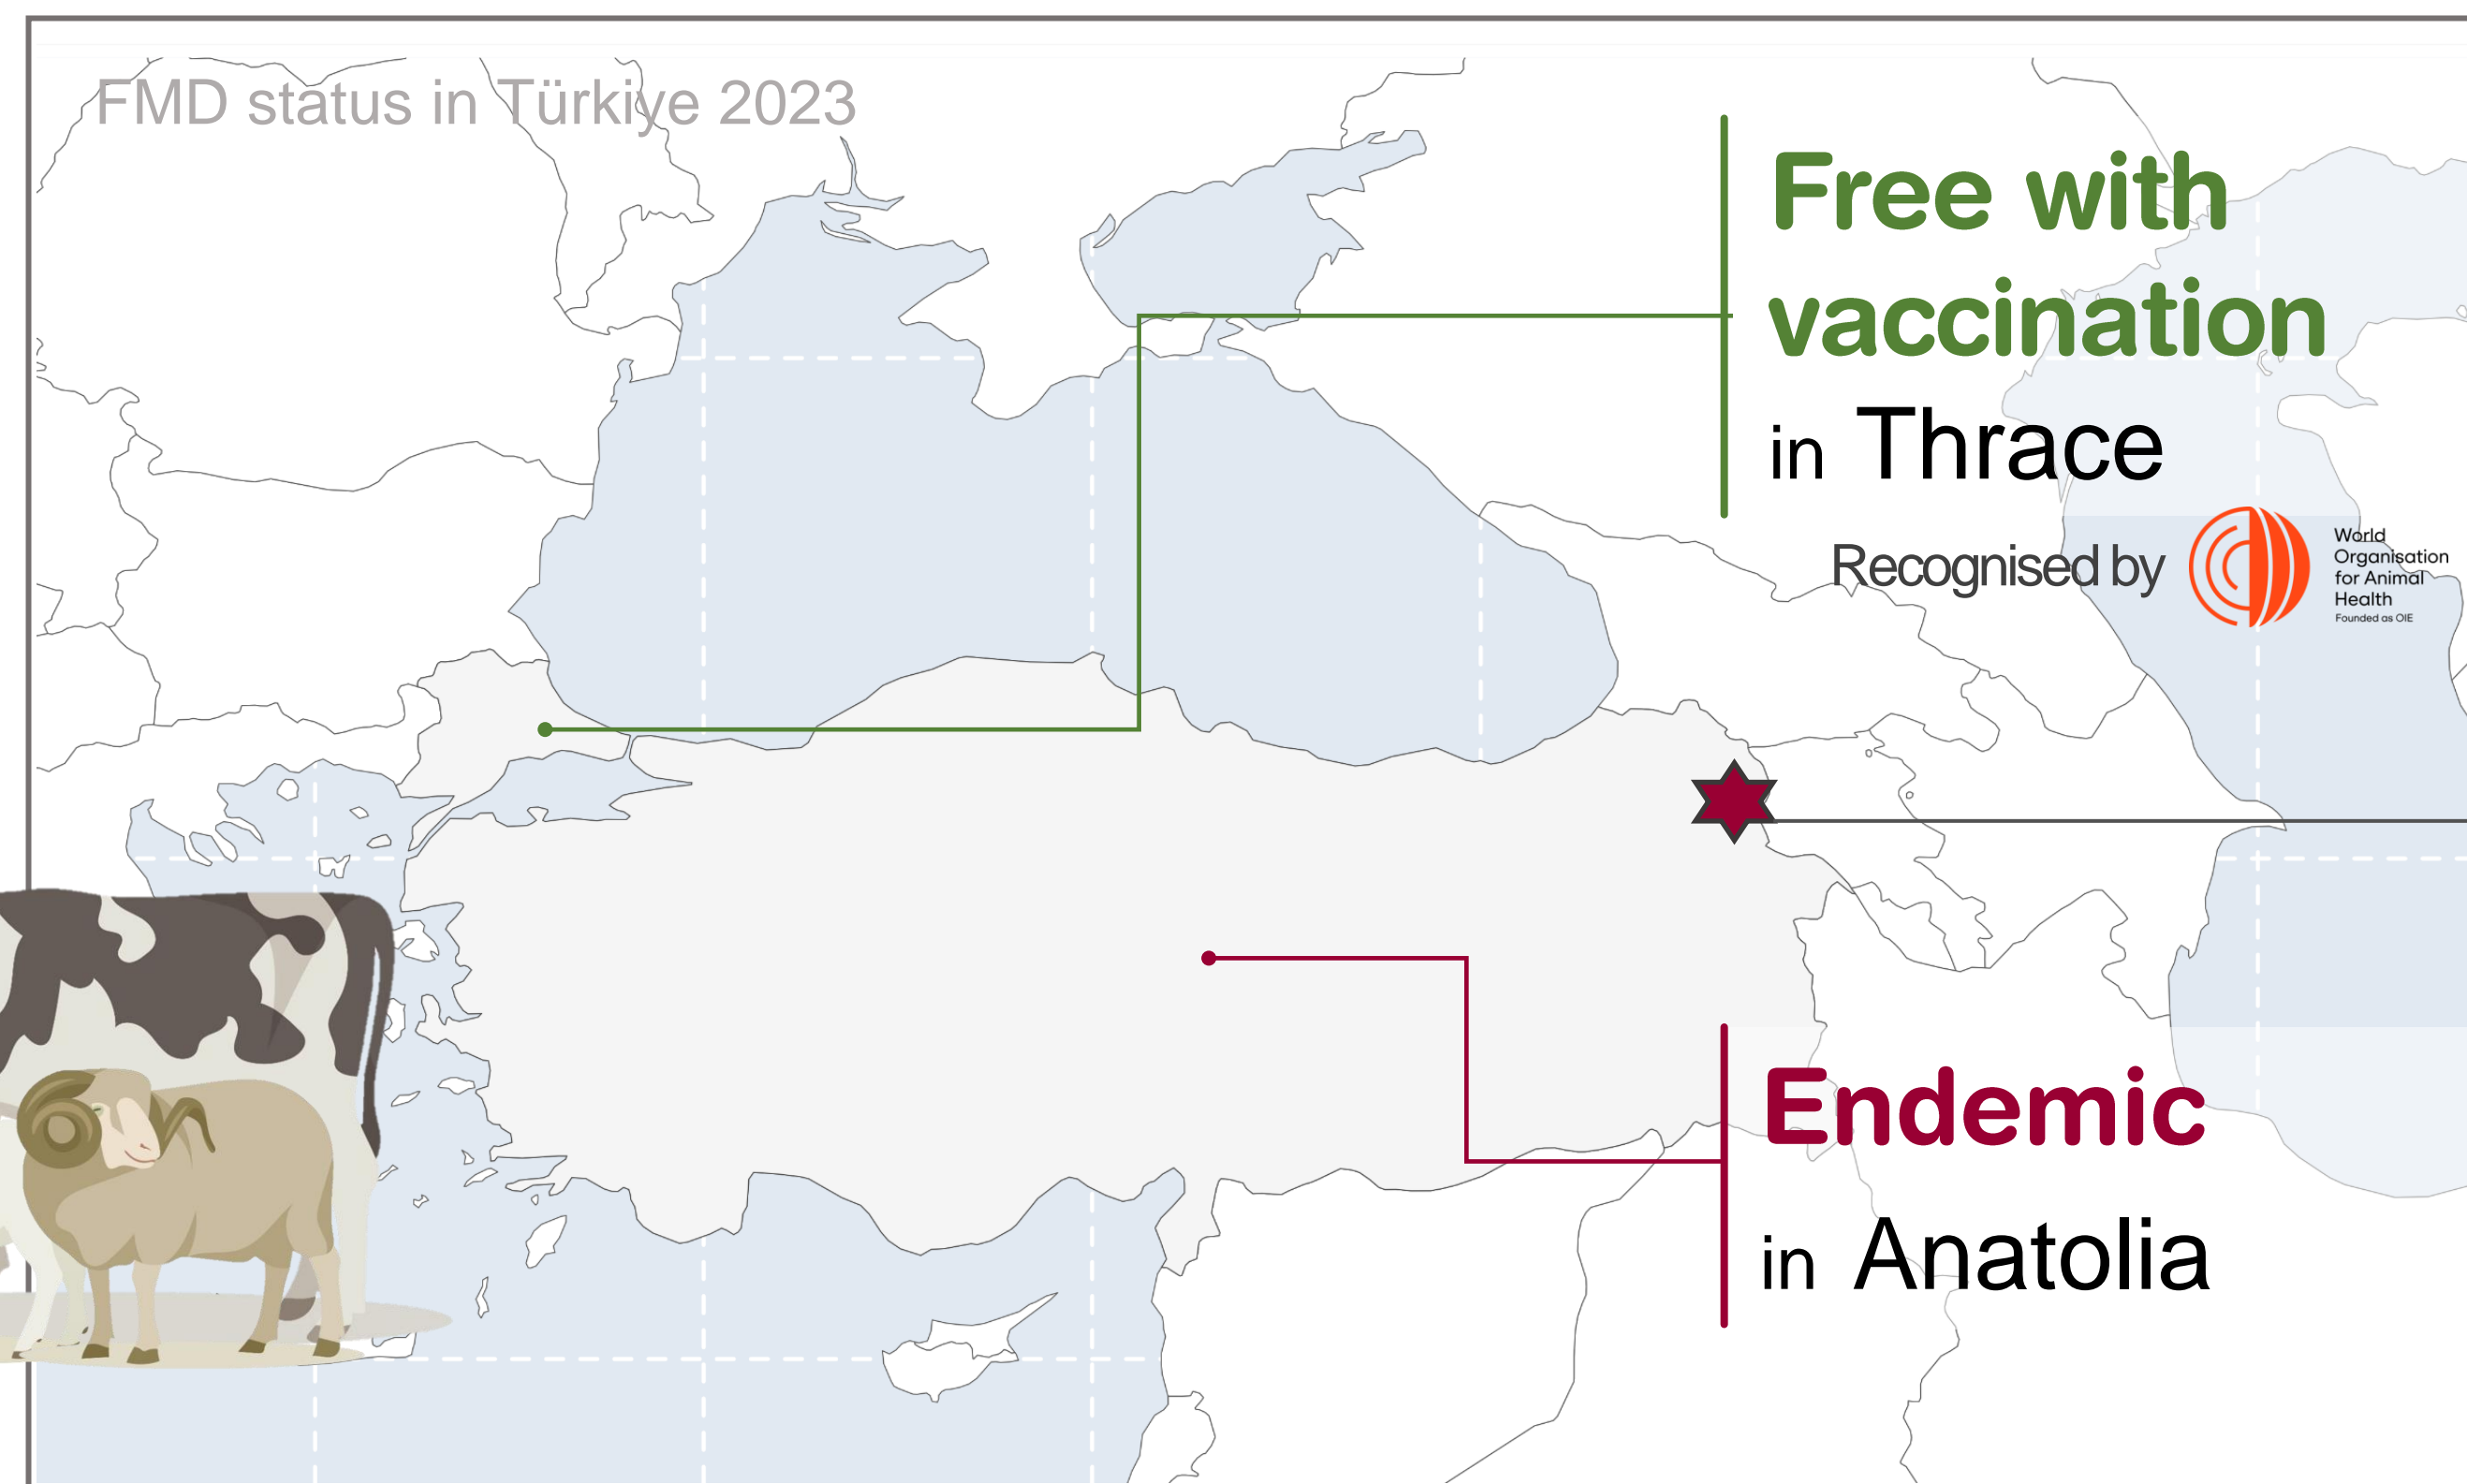 FMD status in Türkiye 2023
Free with
vaccination
in Thrace
Recognised by
World
Organisation
for Animal
Health
Founded as OIE
Endemic
in Anatolia